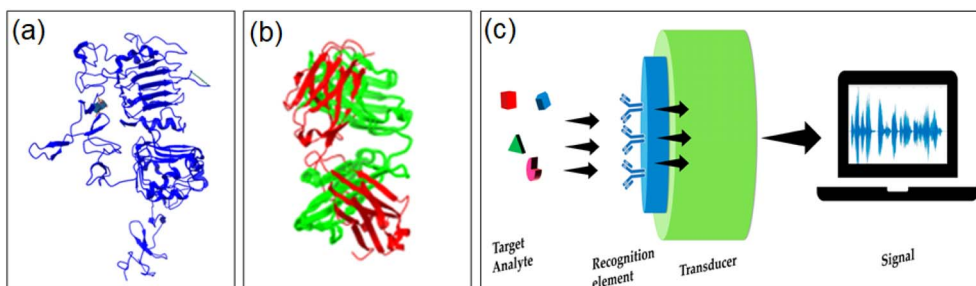 (a)
(b)
(c)
Target
Analyte
Recognition
element
Transducer
Signal